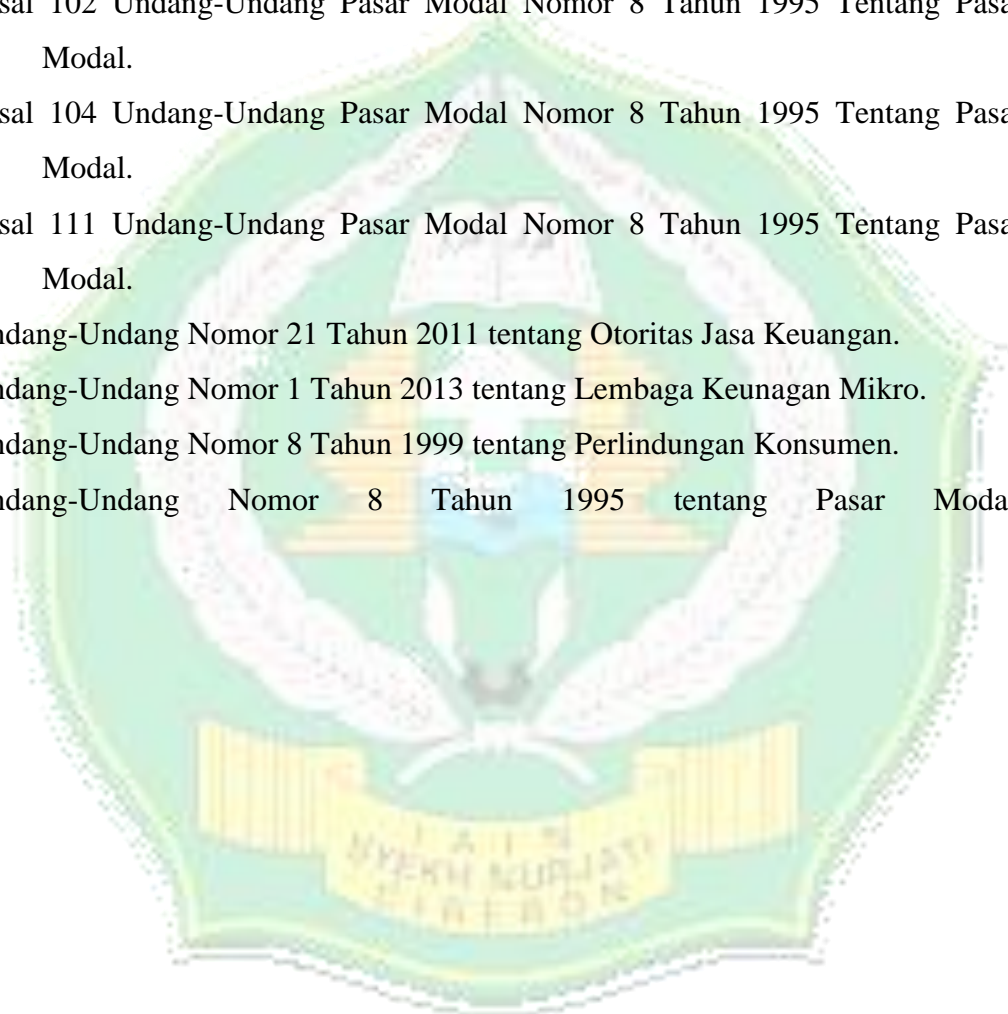 sal 102 Undang-Undang Pasar Modal Nomor 8 Tahun 1995 Tentang Pasa
Modal.
sal 104 Undang-Undang Pasar Modal Nomor 8 Tahun 1995 Tentang Pasa
Modal.
sal 111 Undang-Undang Pasar Modal Nomor 8 Tahun 1995 Tentang Pasa
Modal.
ndang-Undang Nomor 21 Tahun 2011 tentang Otoritas Jasa Keuangan.
ndang-Undang Nomor 1 Tahun 2013 tentang Lembaga Keunagan Mikro.
ndang-Undang Nomor 8 Tahun 1999 tentang Perlindungan Konsumen.
ndang-Undang Nomor 8 Tahun 1995 tentang Pasar Moda
IAIN
SYEKH NURJATI
CIREBON